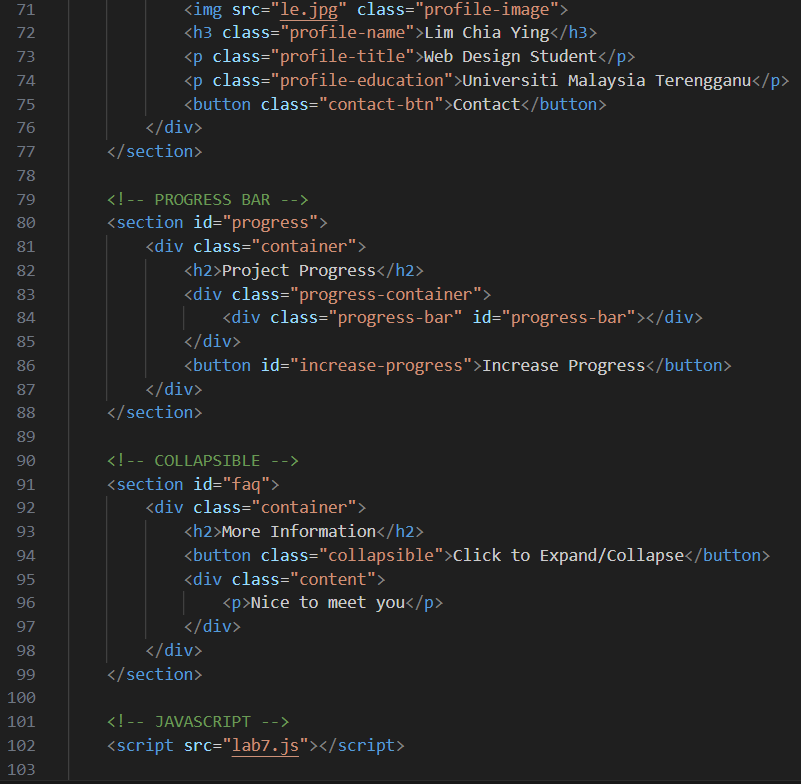 71 <img src="le.jpg" class="profile-image">
72 <h3 class="profile-name">Lim Chia Ying</h3>
73 <p class="profile-title">Web Design Student</p>
74 <p class="profile-education">Universiti Malaysia Terengganu</p>
75 <button class="contact-btn">Contact</button>
76 </div>
77 </section>
78
79 <!-- PROGRESS BAR -->
80 <section id="progress">
81 <div class="container">
82 <h2>Project Progress</h2>
83 <div class="progress-container">
84 <div class="progress-bar" id="progress-bar"></div>
85 </div>
86 <button id="increase-progress">Increase Progress</button>
87 </div>
88 </section>
89
90 <!-- COLLAPSIBLE -->
91 <section id="faq">
92 <div class="container">
93 <h2>More Information</h2>
94 <button class="collapsible">Click to Expand/Collapse</button>
95 <div class="content">
96 <p>Nice to meet you</p>
97 </div>
98 </div>
99 </section>
100
101 <!-- JAVASCRIPT -->
102 <script src="lab7.js"></script>
103